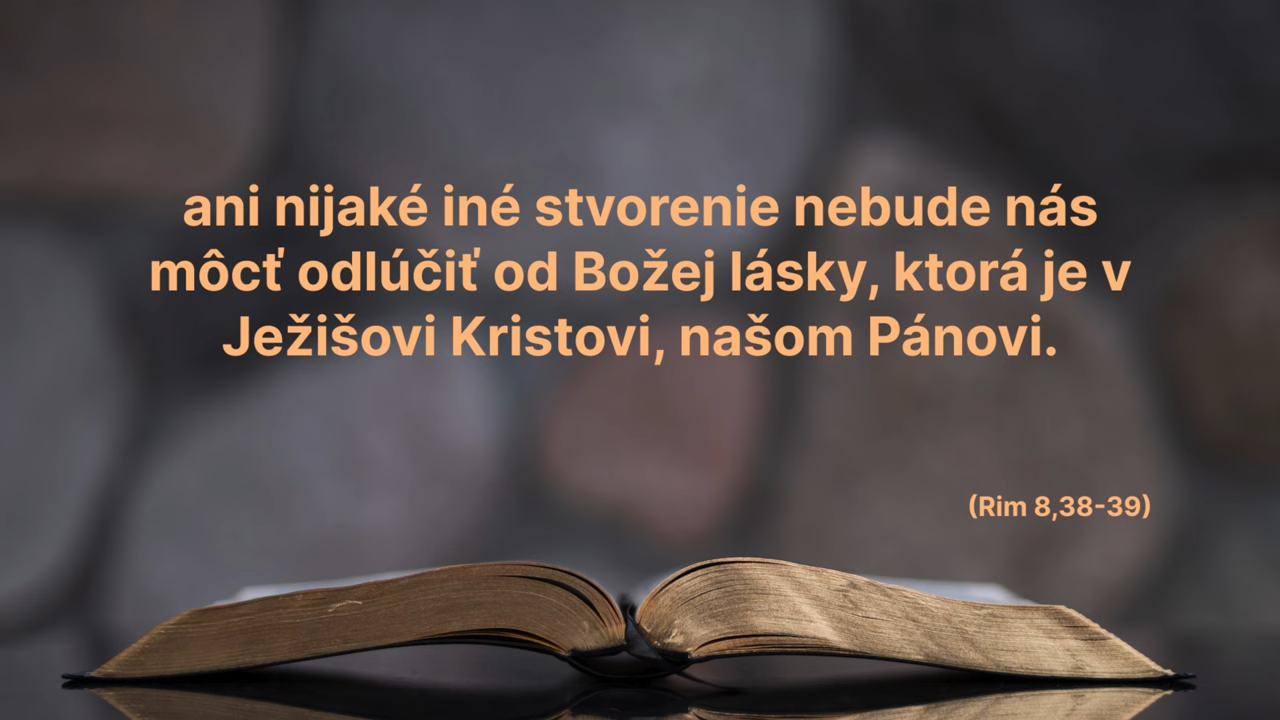 ani nijaké iné stvorenie nebude nás
môcť odlúčiť od Božej lásky, ktorá je v
Ježišovi Kristovi, našom Pánovi.
(Rim 8,38-39)